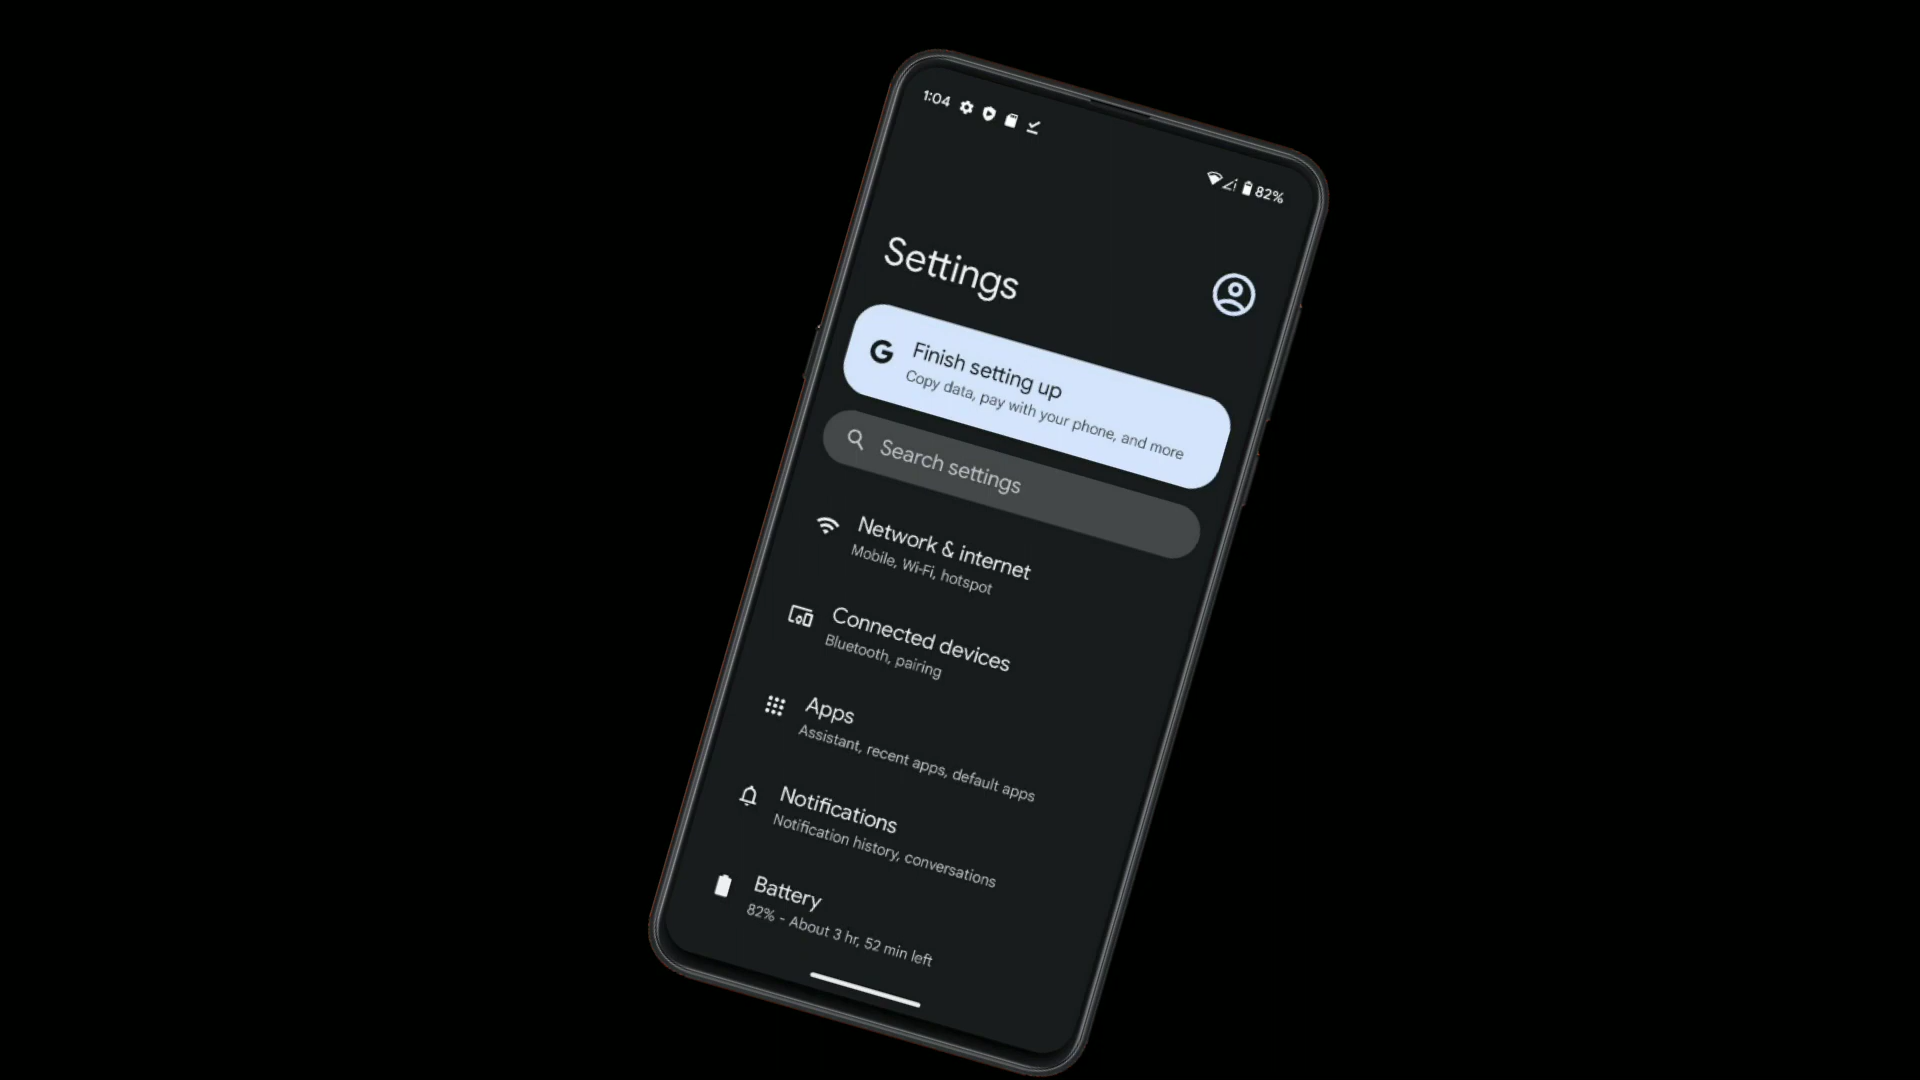 1:04
82%
Settings
Finish setting up
Copy data, pay with your phone, and more
Search settings
Network & internet
Mobile, Wi-Fi, hotspot
Connected devices
Bluetooth, pairing
Apps
Assistant, recent apps, default apps
Notifications
Notification history, conversations
Battery
82% - About 3 hr, 52 min left